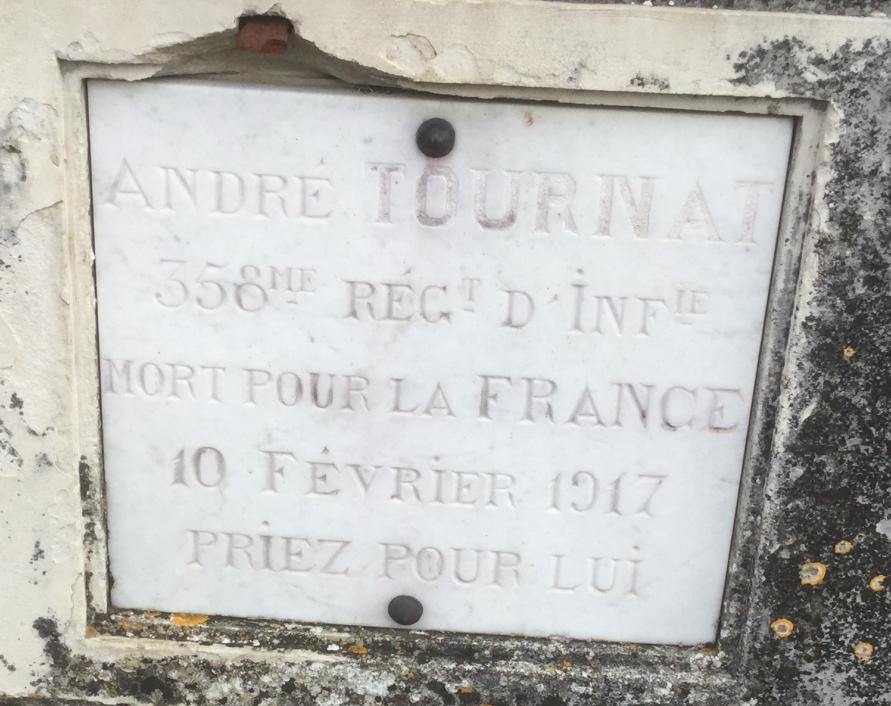 ANDRÉ TOURNAT
358ME RÉGT D'INFIE
MORT POUR LA FRANCE
10 FÉVRIER 1917
PRIEZ POUR LUI